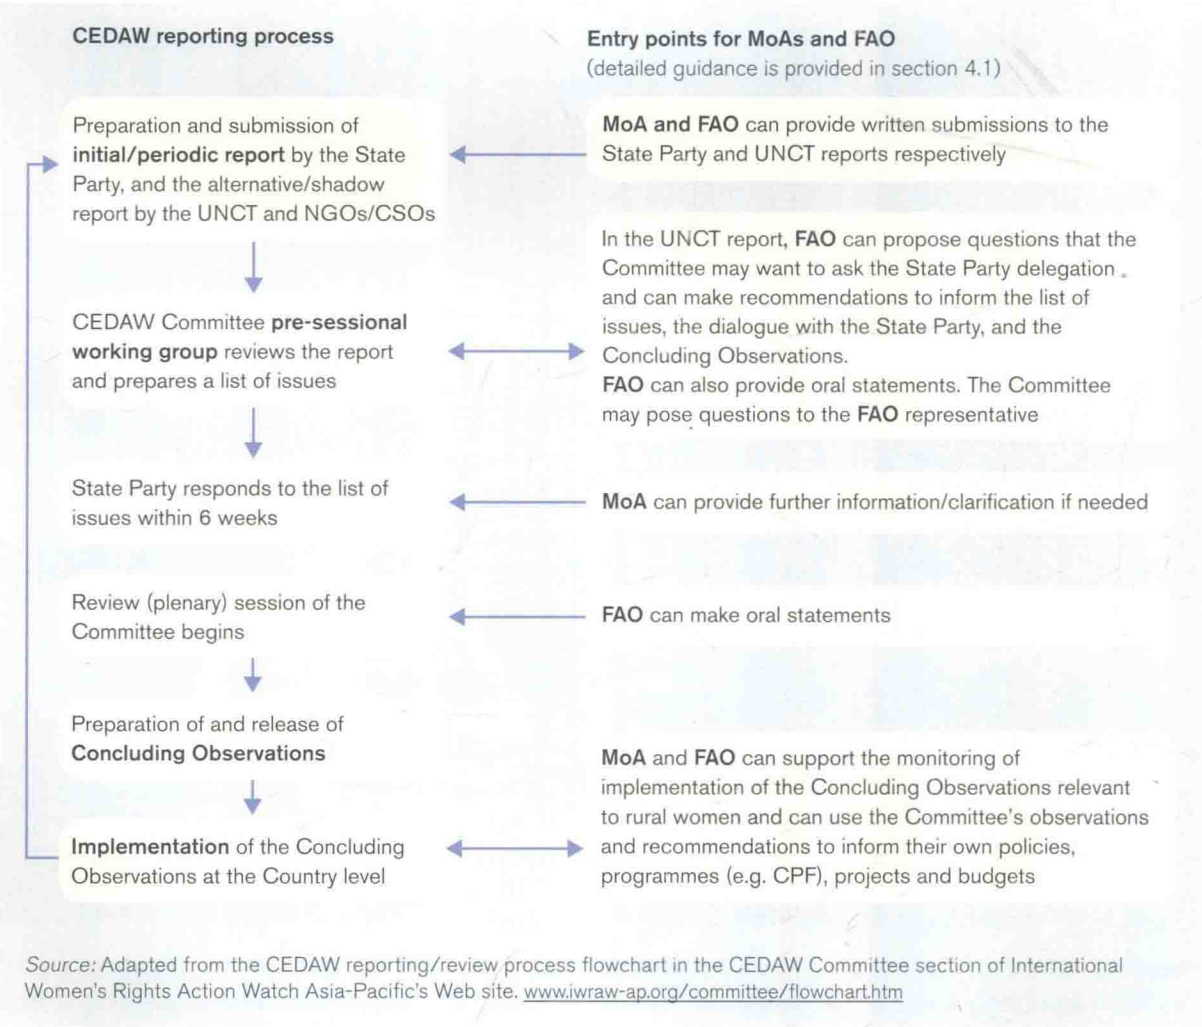 CEDAW reporting process
Entry points for MoAs and FAO
(detailed guidance is provided in section 4.1)
Preparation and submission of
initial/periodic report by the State
Party, and the alternative/shadow
report by the UNCT and NGOs/CSOs
MoA and FAO can provide written submissions to the
State Party and UNCT reports respectively
CEDAW Committee pre-sessional
working group reviews the report
and prepares a list of issues
In the UNCT report, FAO can propose questions that the
Committee may want to ask the State Party delegation
and can make recommendations to inform the list of
issues, the dialogue with the State Party, and the
Concluding Observations.
FAO can also provide oral statements. The Committee
may pose questions to the FAO representative
State Party responds to the list of
issues within 6 weeks
MoA can provide further information/clarification if needed
Review (plenary) session of the
Committee begins
FAO can make oral statements
Preparation of and release of
Concluding Observations
Implementation of the Concluding
Observations at the Country level
MoA and FAO can support the monitoring of
implementation of the Concluding Observations relevant
to rural women and can use the Committee's observations
and recommendations to inform their own policies,
programmes (e.g. CPF), projects and budgets
Source: Adapted from the CEDAW reporting/review process flowchart in the CEDAW Committee section of International
Women's Rights Action Watch Asia-Pacific's Web site. www.iwraw-ap.org/committee/flowchart.htm